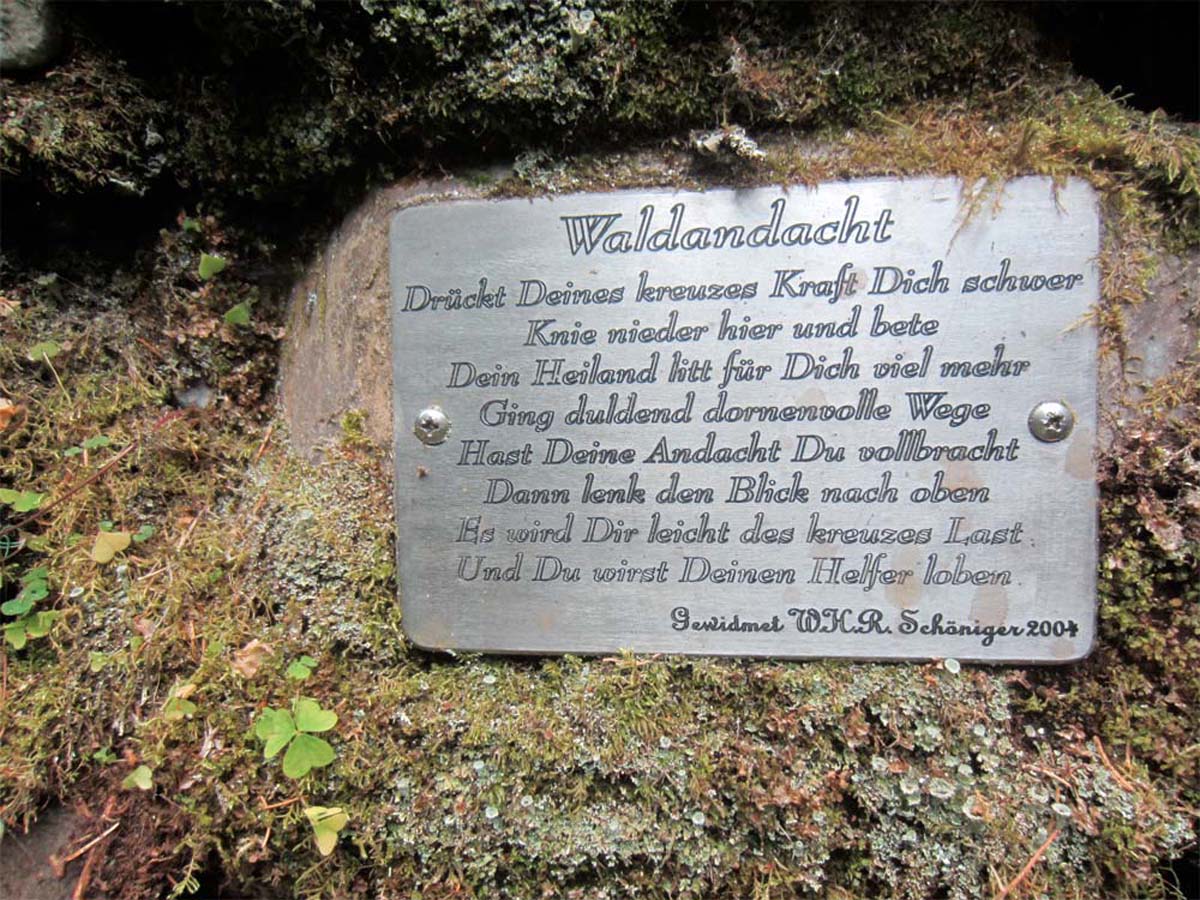 Waldandacht
Drückt Deines kreuzes Kraft Dich schwer
Knie nieder hier und bete
Dein Heiland litt für Dich viel mehr
Ging duldend dornenvolle Wege
Hast Deine Andacht Du vollbracht
Dann lenk den Blick nach oben
Es wird Dir leicht des kreuzes Last
Und Du wirst Deinen Helfer loben
Gewidmet W.H.R. Schöniger 2004